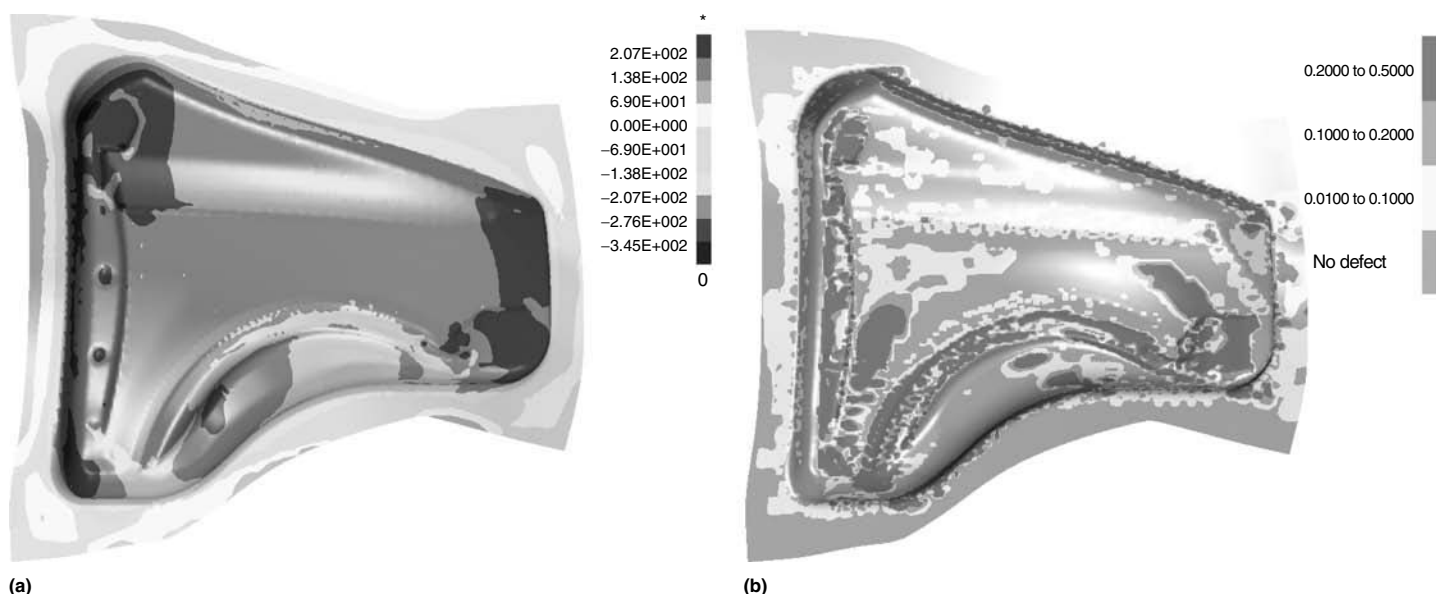 *
2.07E+002
1.38E+002
6.90E+001
0.00E+000
–6.90E+001
–1.38E+002
–2.07E+002
–2.76E+002
–3.45E+002
0
(a)
0.2000 to 0.5000
0.1000 to 0.2000
0.0100 to 0.1000
No defect
(b)